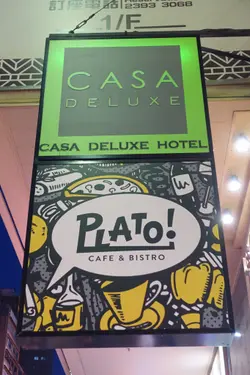 訂座電話 2393 3068
1/F
CASA
DELUXE
CASA DELUXE HOTEL
PLATO!
CAFE & BISTRO